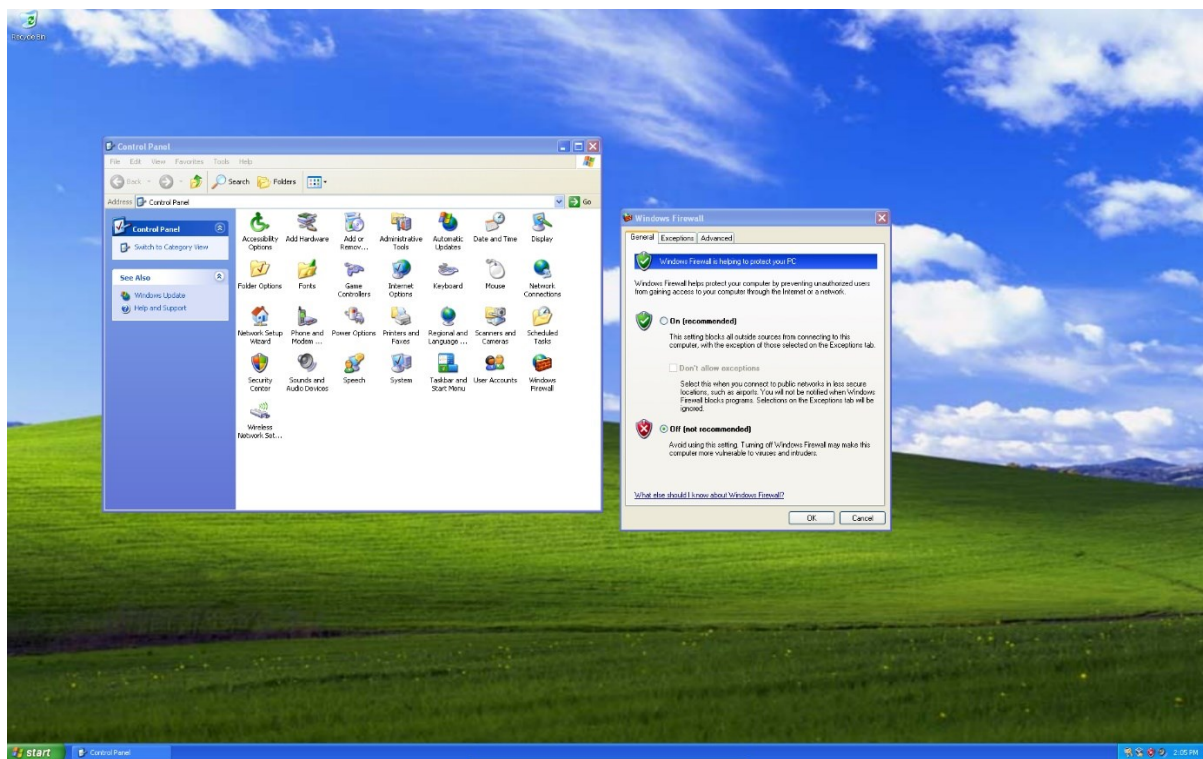 Recycle Bin
Control Panel
File Edit View Favorites Tools Help
Back Search Folders
Address Control Panel Go
Control Panel
Switch to Category View
See Also
Windows Update
Help and Support
Accessibility Options
Add Hardware
Add or Remov...
Administrative Tools
Automatic Updates
Date and Time
Display
Folder Options
Fonts
Game Controllers
Internet Options
Keyboard
Mouse
Network Connections
Network Setup Wizard
Phone and Modem ...
Power Options
Printers and Faxes
Regional and Language ...
Scanners and Cameras
Scheduled Tasks
Security Center
Sounds and Audio Devices
Speech
System
Taskbar and Start Menu
User Accounts
Windows Firewall
Wireless Network Set...
Windows Firewall
General Exceptions Advanced
Windows Firewall is helping to protect your PC
Windows Firewall helps protect your computer by preventing unauthorized users
from gaining access to your computer through the Internet or a network.
On (recommended)
This setting blocks all outside sources from connecting to this
computer, with the exception of those selected on the Exceptions tab.
Don't allow exceptions
Select this when you connect to public networks in less secure
locations, such as airports. You will not be notified when Windows
Firewall blocks programs. Selections on the Exceptions tab will be
ignored.
Off (not recommended)
Avoid using this setting. Turning off Windows Firewall may make this
computer more vulnerable to viruses and intruders.
What else should I know about Windows Firewall?
OK Cancel
start Control Panel 2:05 PM